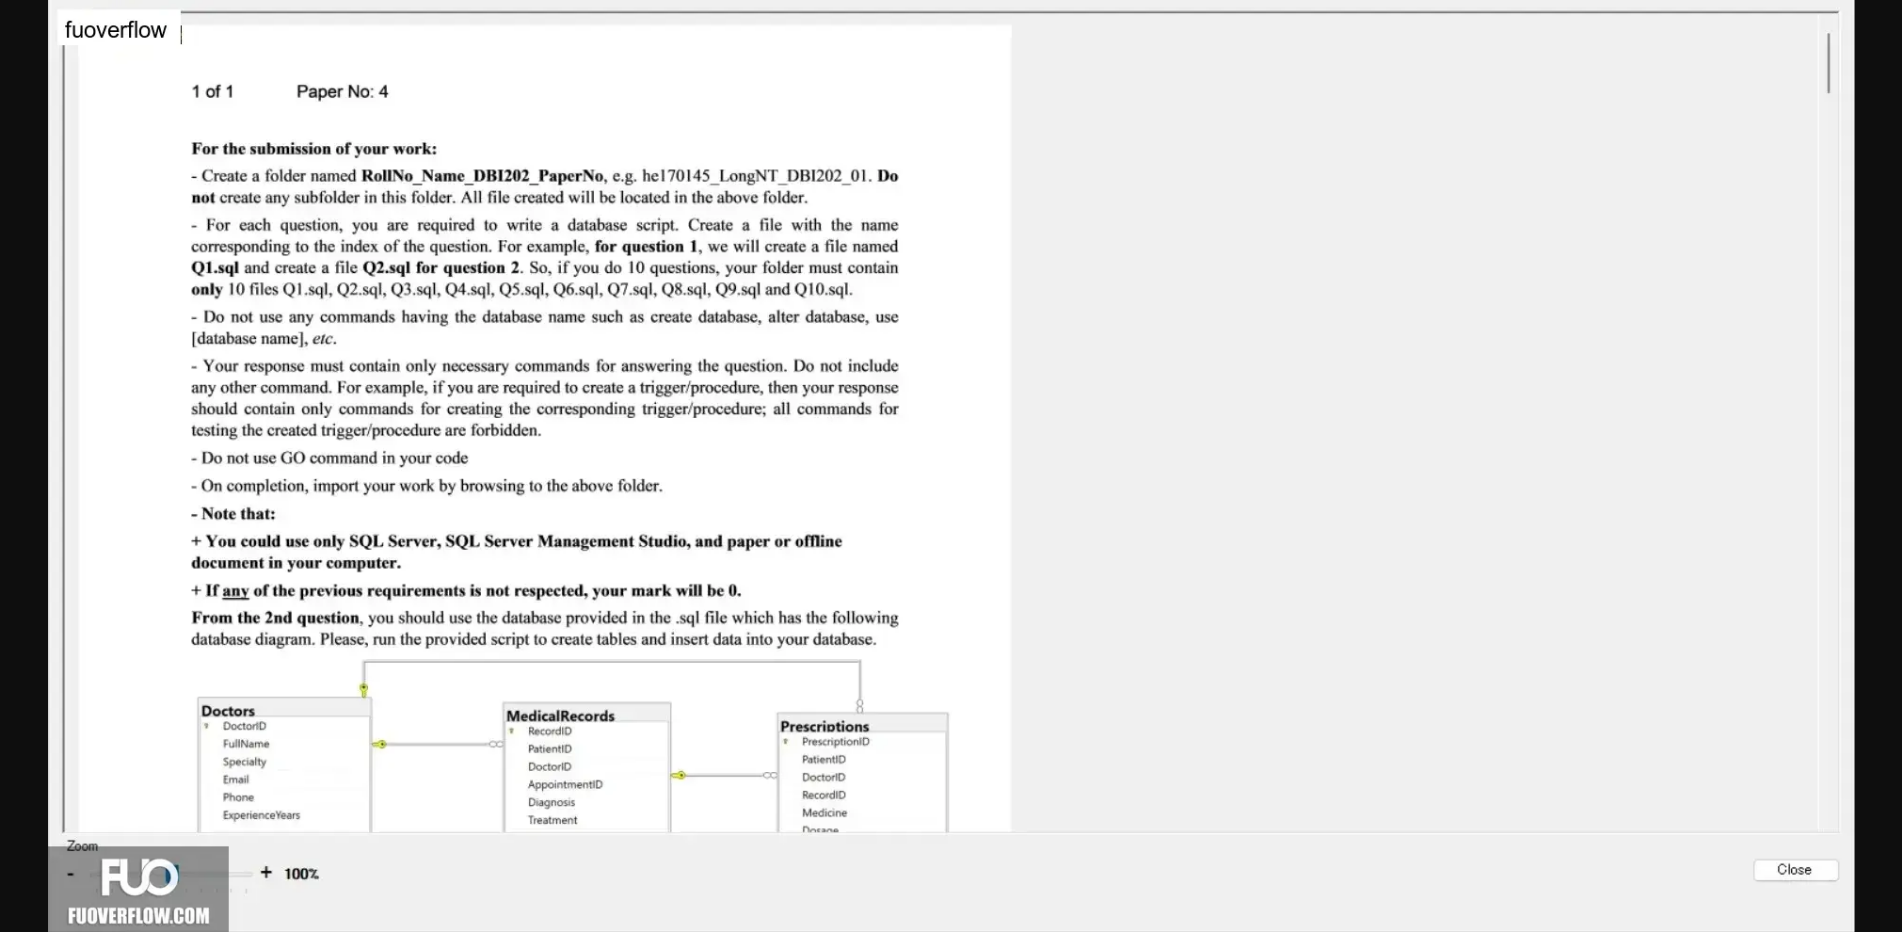 fuoverflow
1 of 1 Paper No: 4
For the submission of your work:
- Create a folder named RollNo_Name_DBI202_PaperNo, e.g. he170145_LongNT_DBI202_01. Do
not create any subfolder in this folder. All file created will be located in the above folder.
- For each question, you are required to write a database script. Create a file with the name
corresponding to the index of the question. For example, for question 1, we will create a file named
Q1.sql and create a file Q2.sql for question 2. So, if you do 10 questions, your folder must contain
only 10 files Q1.sql, Q2.sql, Q3.sql, Q4.sql, Q5.sql, Q6.sql, Q7.sql, Q8.sql, Q9.sql and Q10.sql.
- Do not use any commands having the database name such as create database, alter database, use
[database name], etc.
- Your response must contain only necessary commands for answering the question. Do not include
any other command. For example, if you are required to create a trigger/procedure, then your response
should contain only commands for creating the corresponding trigger/procedure; all commands for
testing the created trigger/procedure are forbidden.
- Do not use GO command in your code
- On completion, import your work by browsing to the above folder.
- Note that:
+ You could use only SQL Server, SQL Server Management Studio, and paper or offline
document in your computer.
+ If any of the previous requirements is not respected, your mark will be 0.
From the 2nd question, you should use the database provided in the .sql file which has the following
database diagram. Please, run the provided script to create tables and insert data into your database.
Doctors
DoctorID
FullName
Specialty
Email
Phone
ExperienceYears
MedicalRecords
RecordID
PatientID
DoctorID
AppointmentID
Diagnosis
Treatment
Prescriptions
PrescriptionID
PatientID
DoctorID
RecordID
Medicine
Dosage
Zoom
- + 100%
Close
FUO
FUOVERFLOW.COM